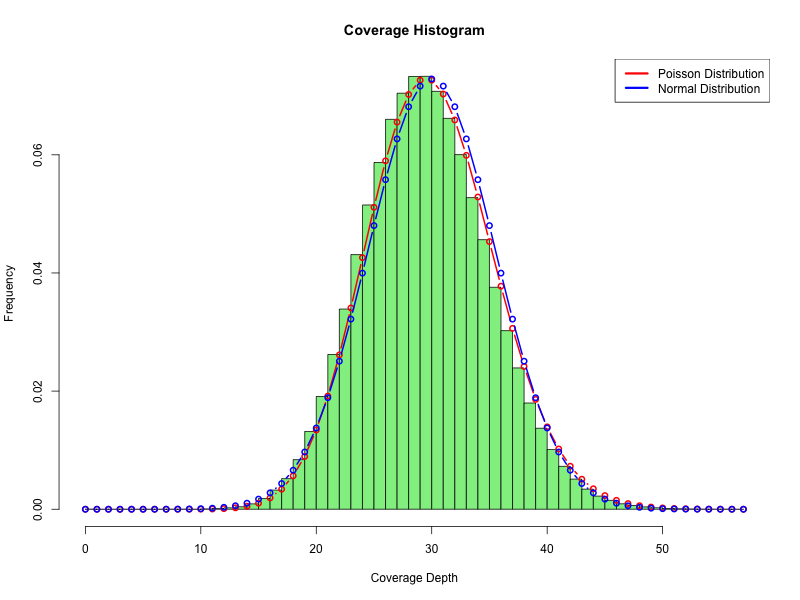 Coverage Histogram
Poisson Distribution
Normal Distribution
Frequency
0.06
0.04
0.02
0.00
0 10 20 30 40 50
Coverage Depth